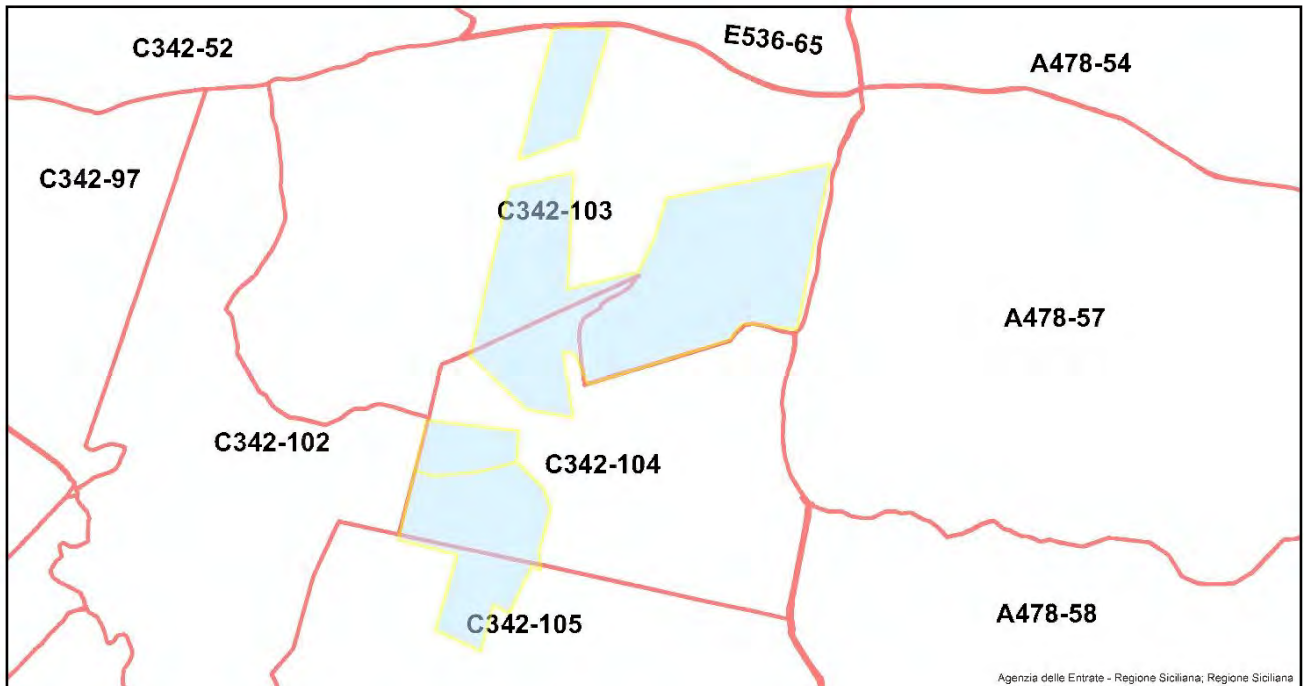 C342-52
E536-65
A478-54
C342-97
C342-103
A478-57
C342-102
C342-104
A478-58
C342-105
Agenzia delle Entrate - Regione Siciliana; Regione Siciliana